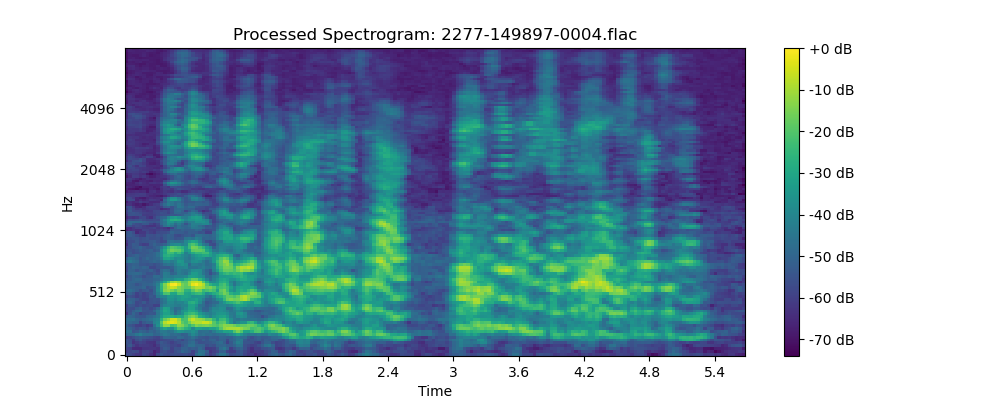 Processed Spectrogram: 2277-149897-0004.flac
Hz
4096
2048
1024
512
0
0 0.6 1.2 1.8 2.4 3 3.6 4.2 4.8 5.4
Time
+0 dB
-10 dB
-20 dB
-30 dB
-40 dB
-50 dB
-60 dB
-70 dB